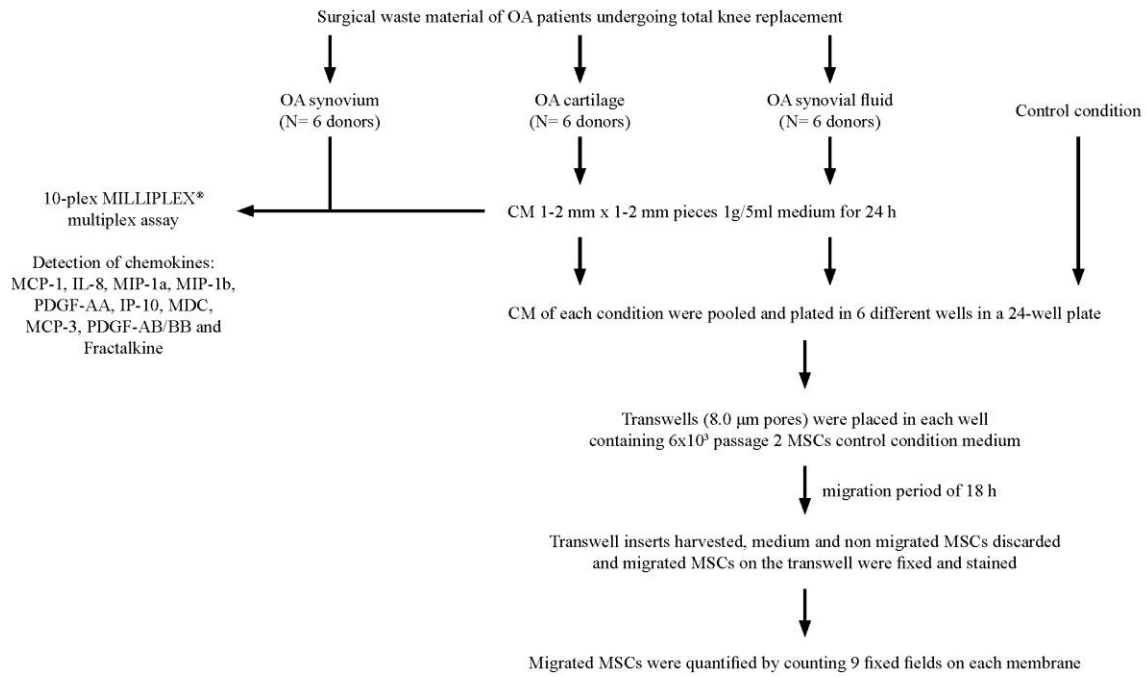 Surgical waste material of OA patients undergoing total knee replacement
OA synovium
(N= 6 donors)
OA cartilage
(N= 6 donors)
OA synovial fluid
(N= 6 donors)
Control condition
10-plex MILLIPLEX®
multiplex assay
CM 1-2 mm x 1-2 mm pieces 1g/5ml medium for 24 h
Detection of chemokines:
MCP-1, IL-8, MIP-1a, MIP-1b,
PDGF-AA, IP-10, MDC,
MCP-3, PDGF-AB/BB and
Fractalkine
CM of each condition were pooled and plated in 6 different wells in a 24-well plate
Transwells (8.0 μm pores) were placed in each well
containing 6x10³ passage 2 MSCs control condition medium
migration period of 18 h
Transwell inserts harvested, medium and non migrated MSCs discarded
and migrated MSCs on the transwell were fixed and stained
Migrated MSCs were quantified by counting 9 fixed fields on each membrane